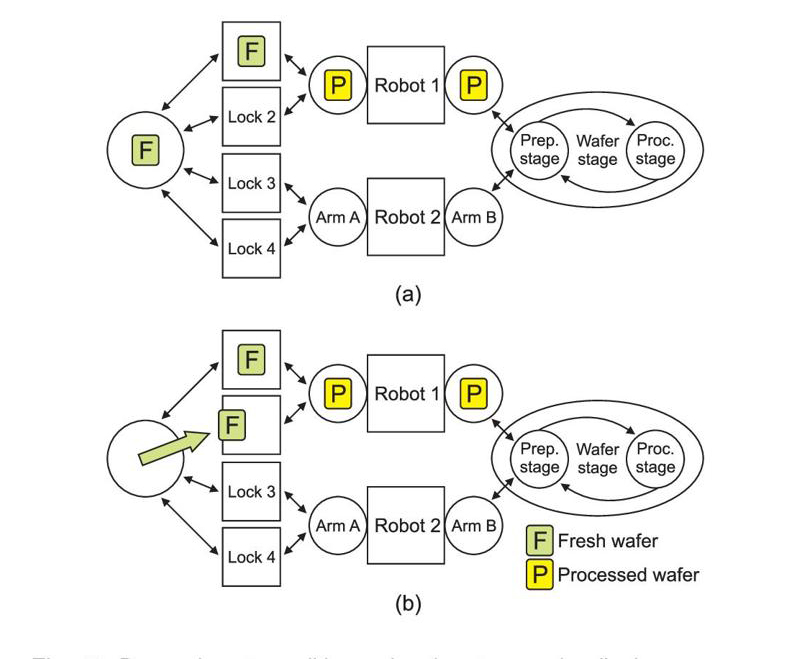 F
P Robot 1 P
Lock 2
F
Prep. stage Wafer stage Proc. stage
Lock 3
Arm A Robot 2 Arm B
Lock 4
(a)
F
P Robot 1 P
F
Prep. stage Wafer stage Proc. stage
Lock 3
Arm A Robot 2 Arm B
Lock 4
F Fresh wafer
P Processed wafer
(b)